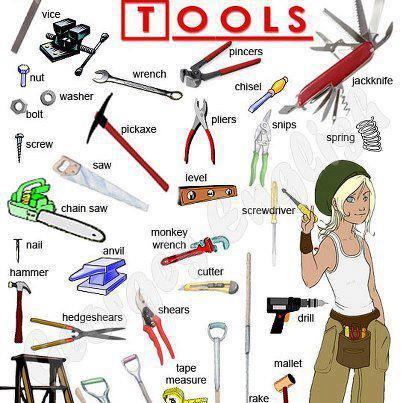 TOOLS
vice
pincers
wrench
jackknife
chisel
nut
washer
bolt
pickaxe
pliers
snips
spring
screw
saw
level
screwdriver
chain saw
monkey
wrench
nail
anvil
cutter
hammer
hedgeshears
shears
drill
tape
measure
mallet
rake